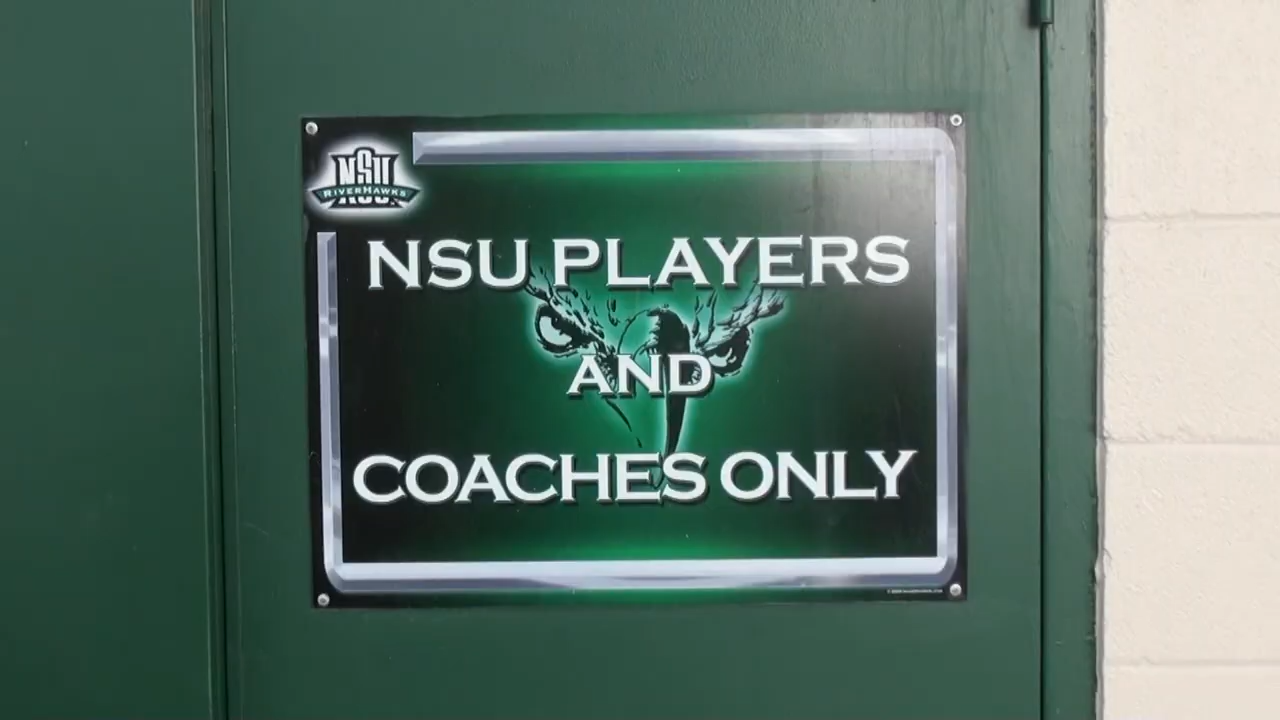 NSU
RIVERHAWKS
NSU PLAYERS
AND
COACHES ONLY